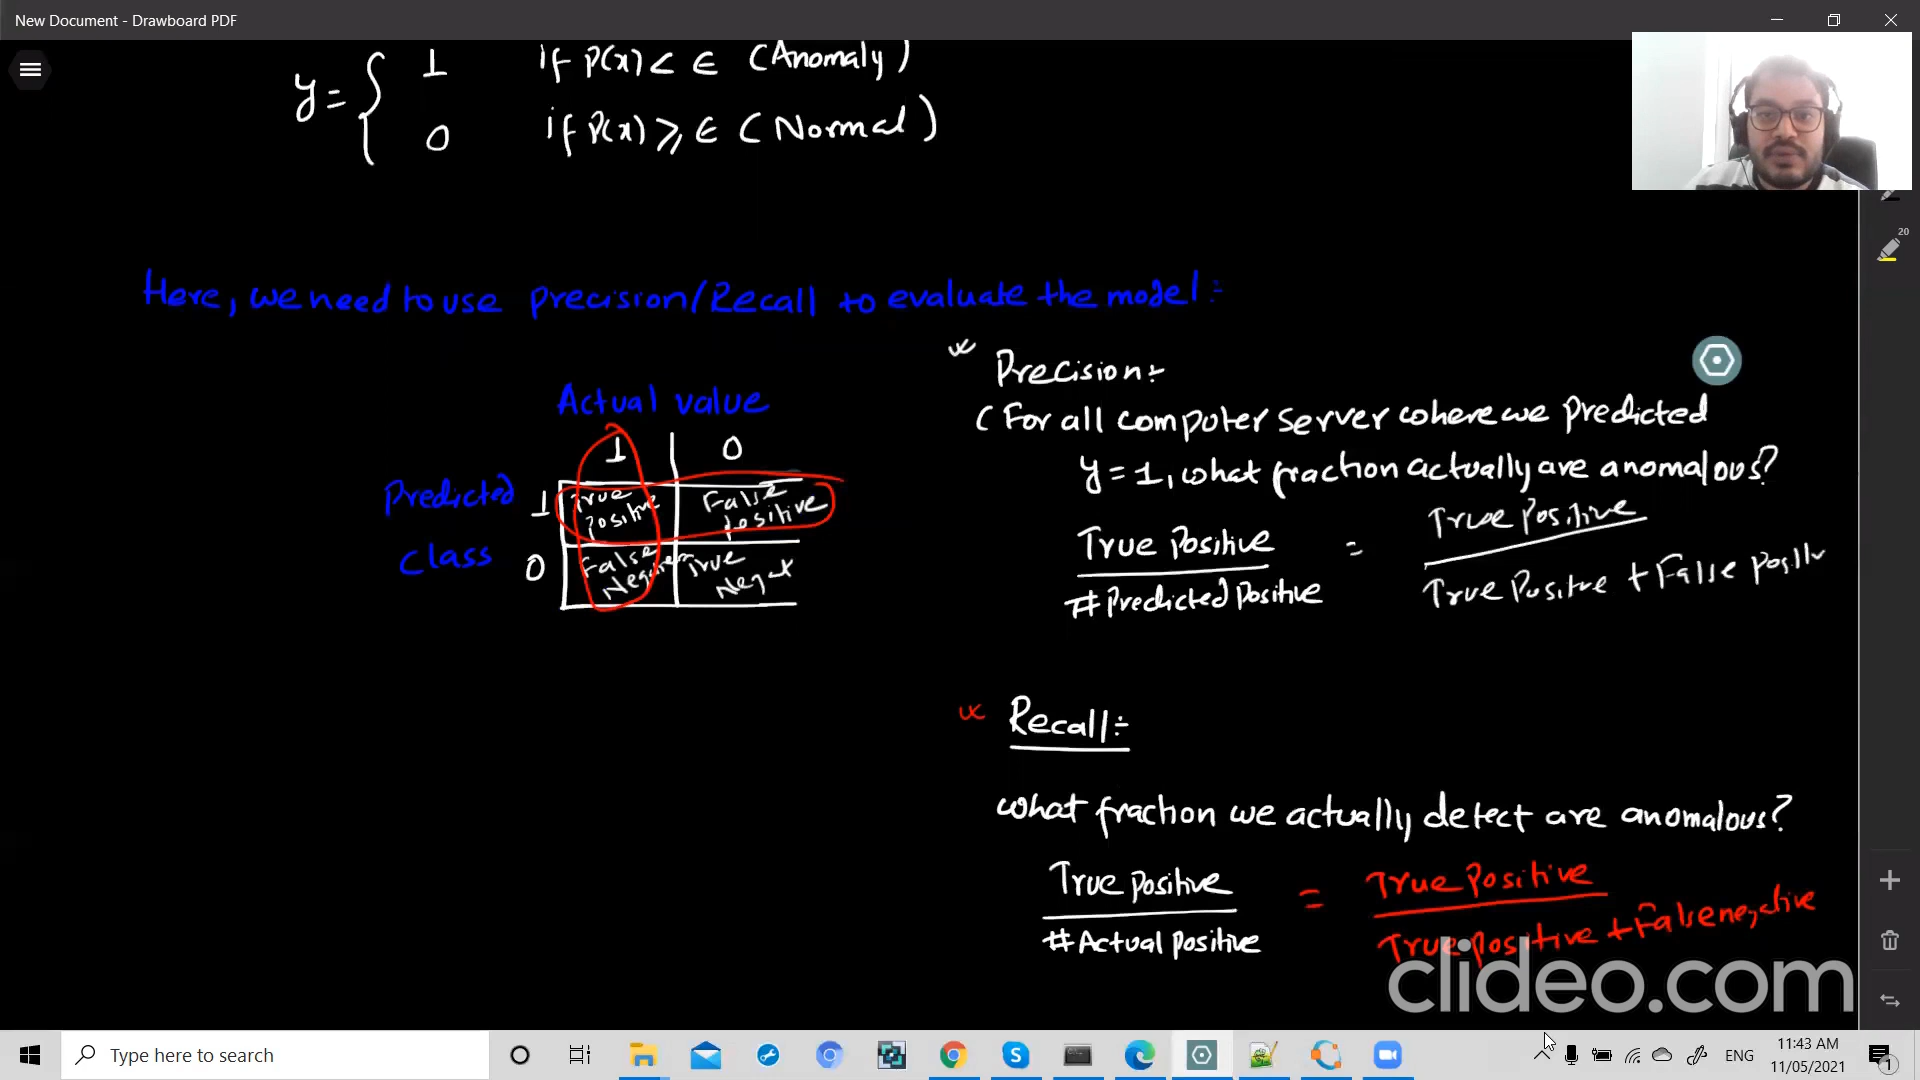 New Document - Drawboard PDF
y = { 1 if P(x) < ∈ (Anomaly)
0 if P(x) ⩾ ∈ (Normal)
20
Here, we need to use precision/Recall to evaluate the model:-
* Precision:-
(For all computer server where we predicted
y = 1, what fraction actually are anomalous?
True Positive = True Positive
#Predicted Positive True Positive + False positiv
Actual value
1 0
Predicted 1 True Positive False Positive
class 0 False Negative True Negat
* Recall:-
what fraction we actually detect are anomalous?
True positive = True positive
#Actual positive True positive + False negative
clideo.com
Type here to search
ENG
11:43 AM
11/05/2021
1